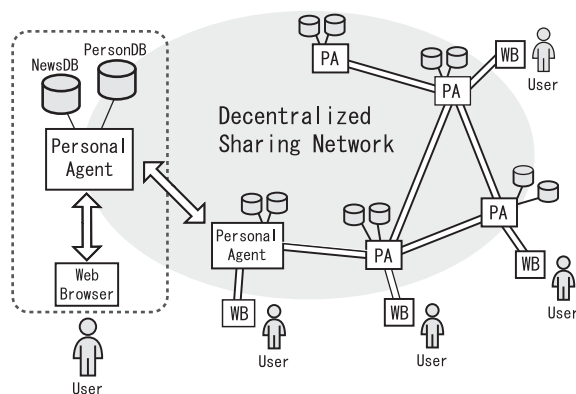 PersonDB
NewsDB
Personal
Agent
Web
Browser
User
Decentralized
Sharing Network
PA
PA
WB
User
PA
WB
User
Personal
Agent
PA
WB
User
WB
User